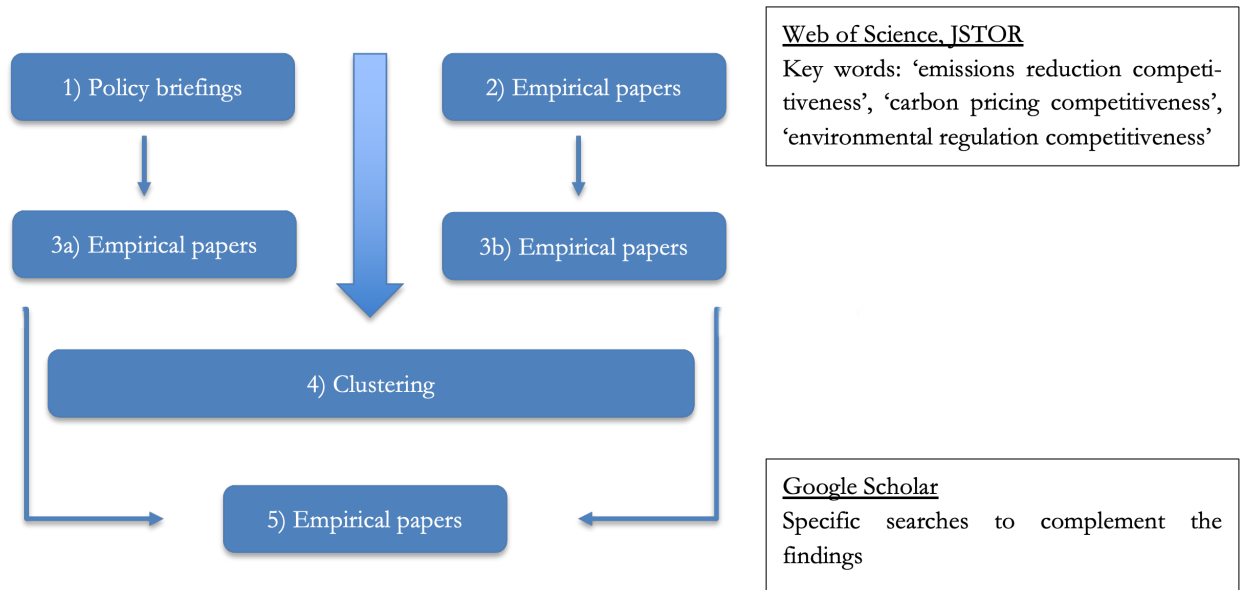 1) Policy briefings
2) Empirical papers
Web of Science, JSTOR
Key words: ‘emissions reduction competi-
tiveness’, ‘carbon pricing competitiveness’,
‘environmental regulation competitiveness’
3a) Empirical papers
3b) Empirical papers
4) Clustering
5) Empirical papers
Google Scholar
Specific searches to complement the
findings